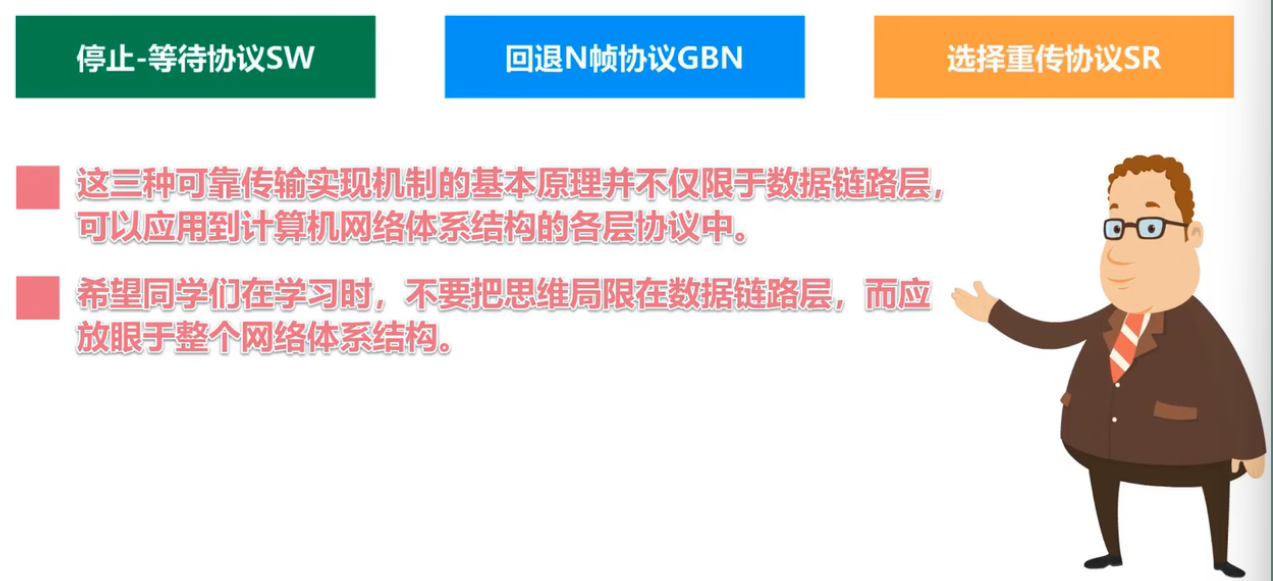 停止-等待协议SW
回退N帧协议GBN
选择重传协议SR
这三种可靠传输实现机制的基本原理并不仅限于数据链路层，
可以应用到计算机网络体系结构的各层协议中。
希望同学们在学习时，不要把思维局限在数据链路层，而应
放眼于整个网络体系结构。